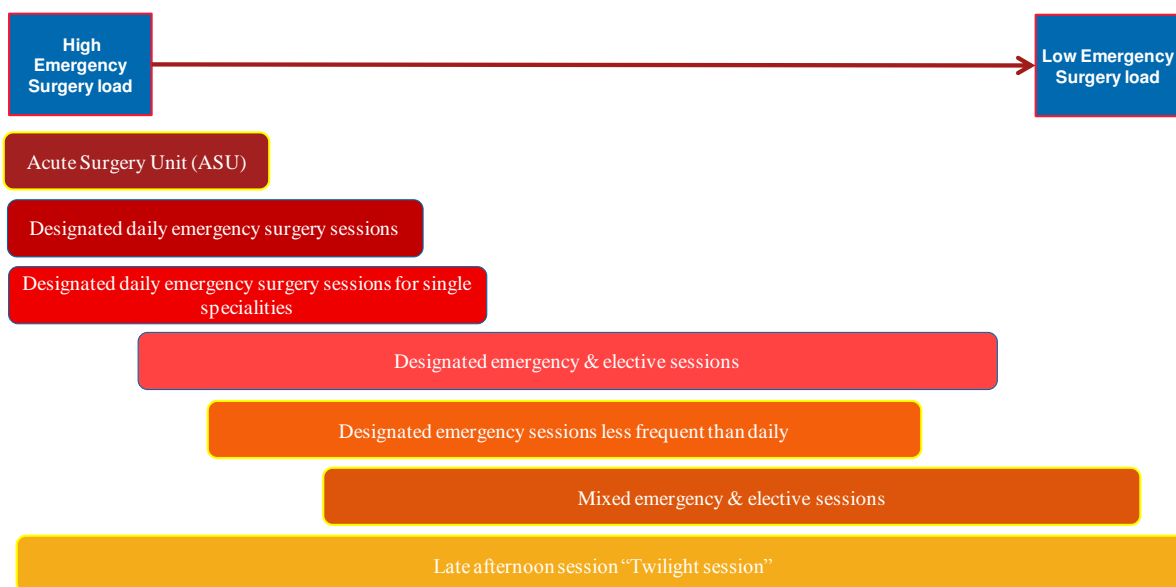 High
Emergency
Surgery load
Low Emergency
Surgery load
Acute Surgery Unit (ASU)
Designated daily emergency surgery sessions
Designated daily emergency surgery sessions for single
specialities
Designated emergency & elective sessions
Designated emergency sessions less frequent than daily
Mixed emergency & elective sessions
Late afternoon session “Twilight session”